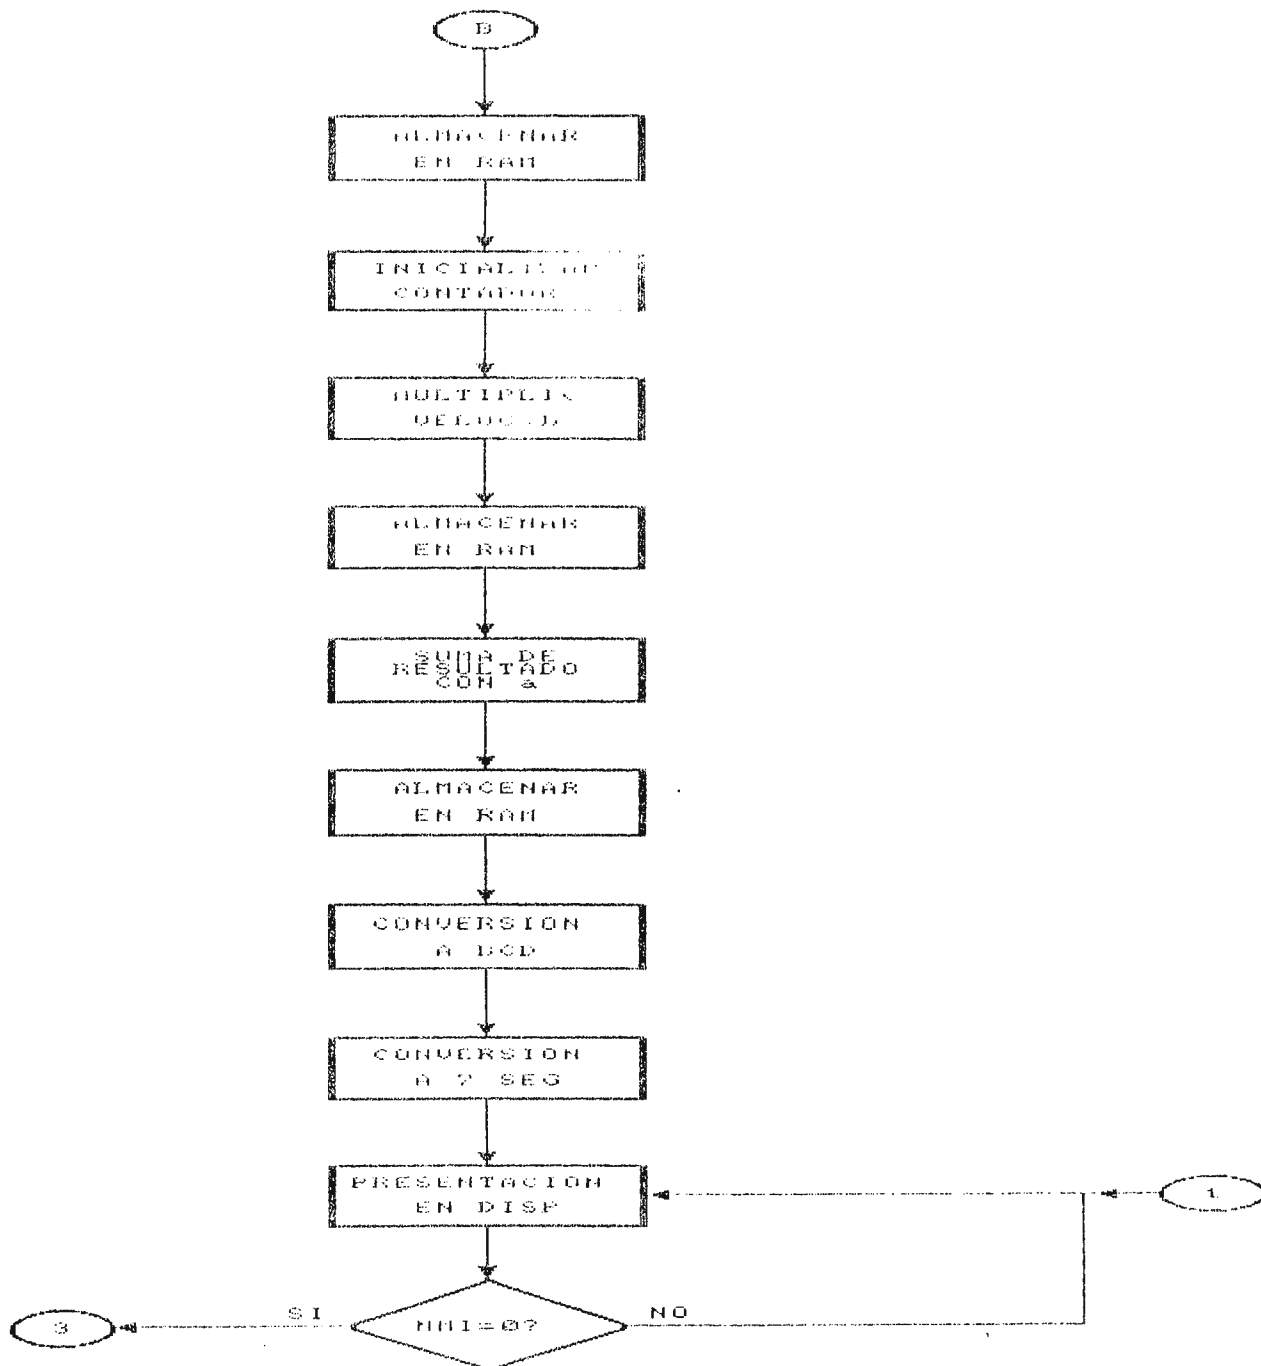 B
ALMACENAR
EN RAM
INICIALIZAR
CONTADOR
ALMACENAR
EN RAM
SUMA DE
RESULTADO
CON a
ALMACENAR
EN RAM
CONVERSION
A BCD
CONVERSION
A 7 SEG
PRESENTACION
EN DISP
1
SI
NMI=0?
NO
3